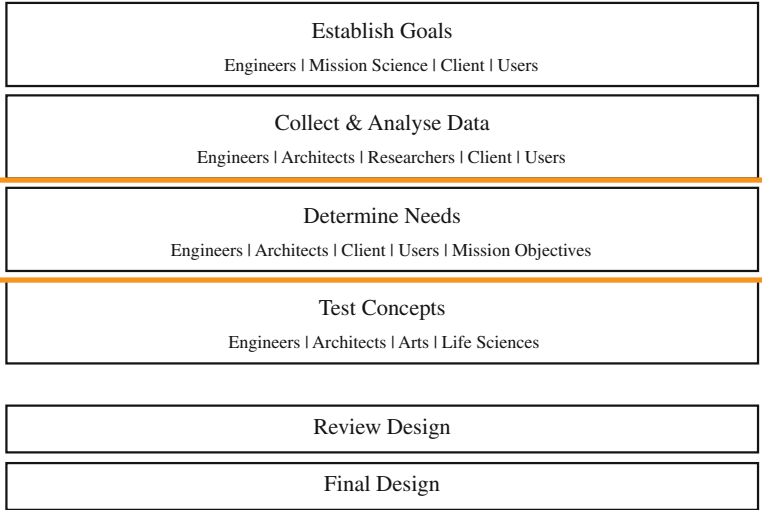 Establish Goals
Engineers | Mission Science | Client | Users
Collect & Analyse Data
Engineers | Architects | Researchers | Client | Users
Determine Needs
Engineers | Architects | Client | Users | Mission Objectives
Test Concepts
Engineers | Architects | Arts | Life Sciences
Review Design
Final Design